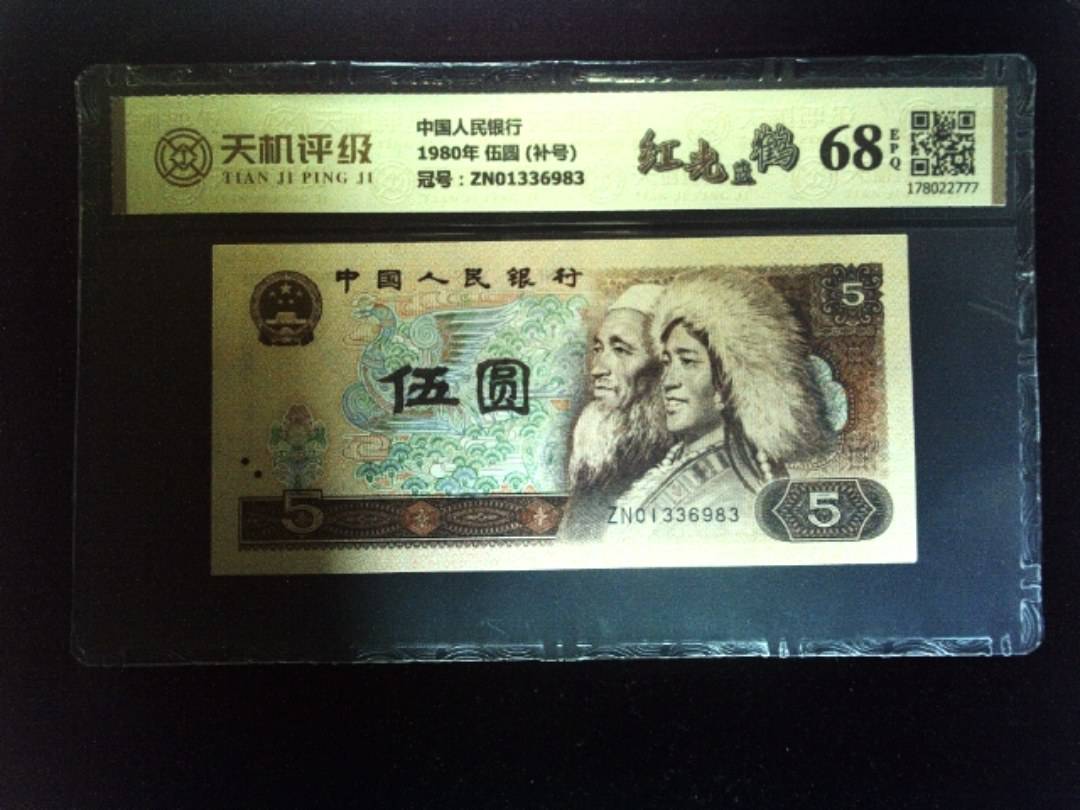 天机评级
TIAN JI PING JI
中国人民银行
1980年 伍圆 (补号)
冠号：ZN01336983
红光蓝鹤
68
EPQ
178022777
中国人民银行
5
伍圆
5
ZN01336983
5